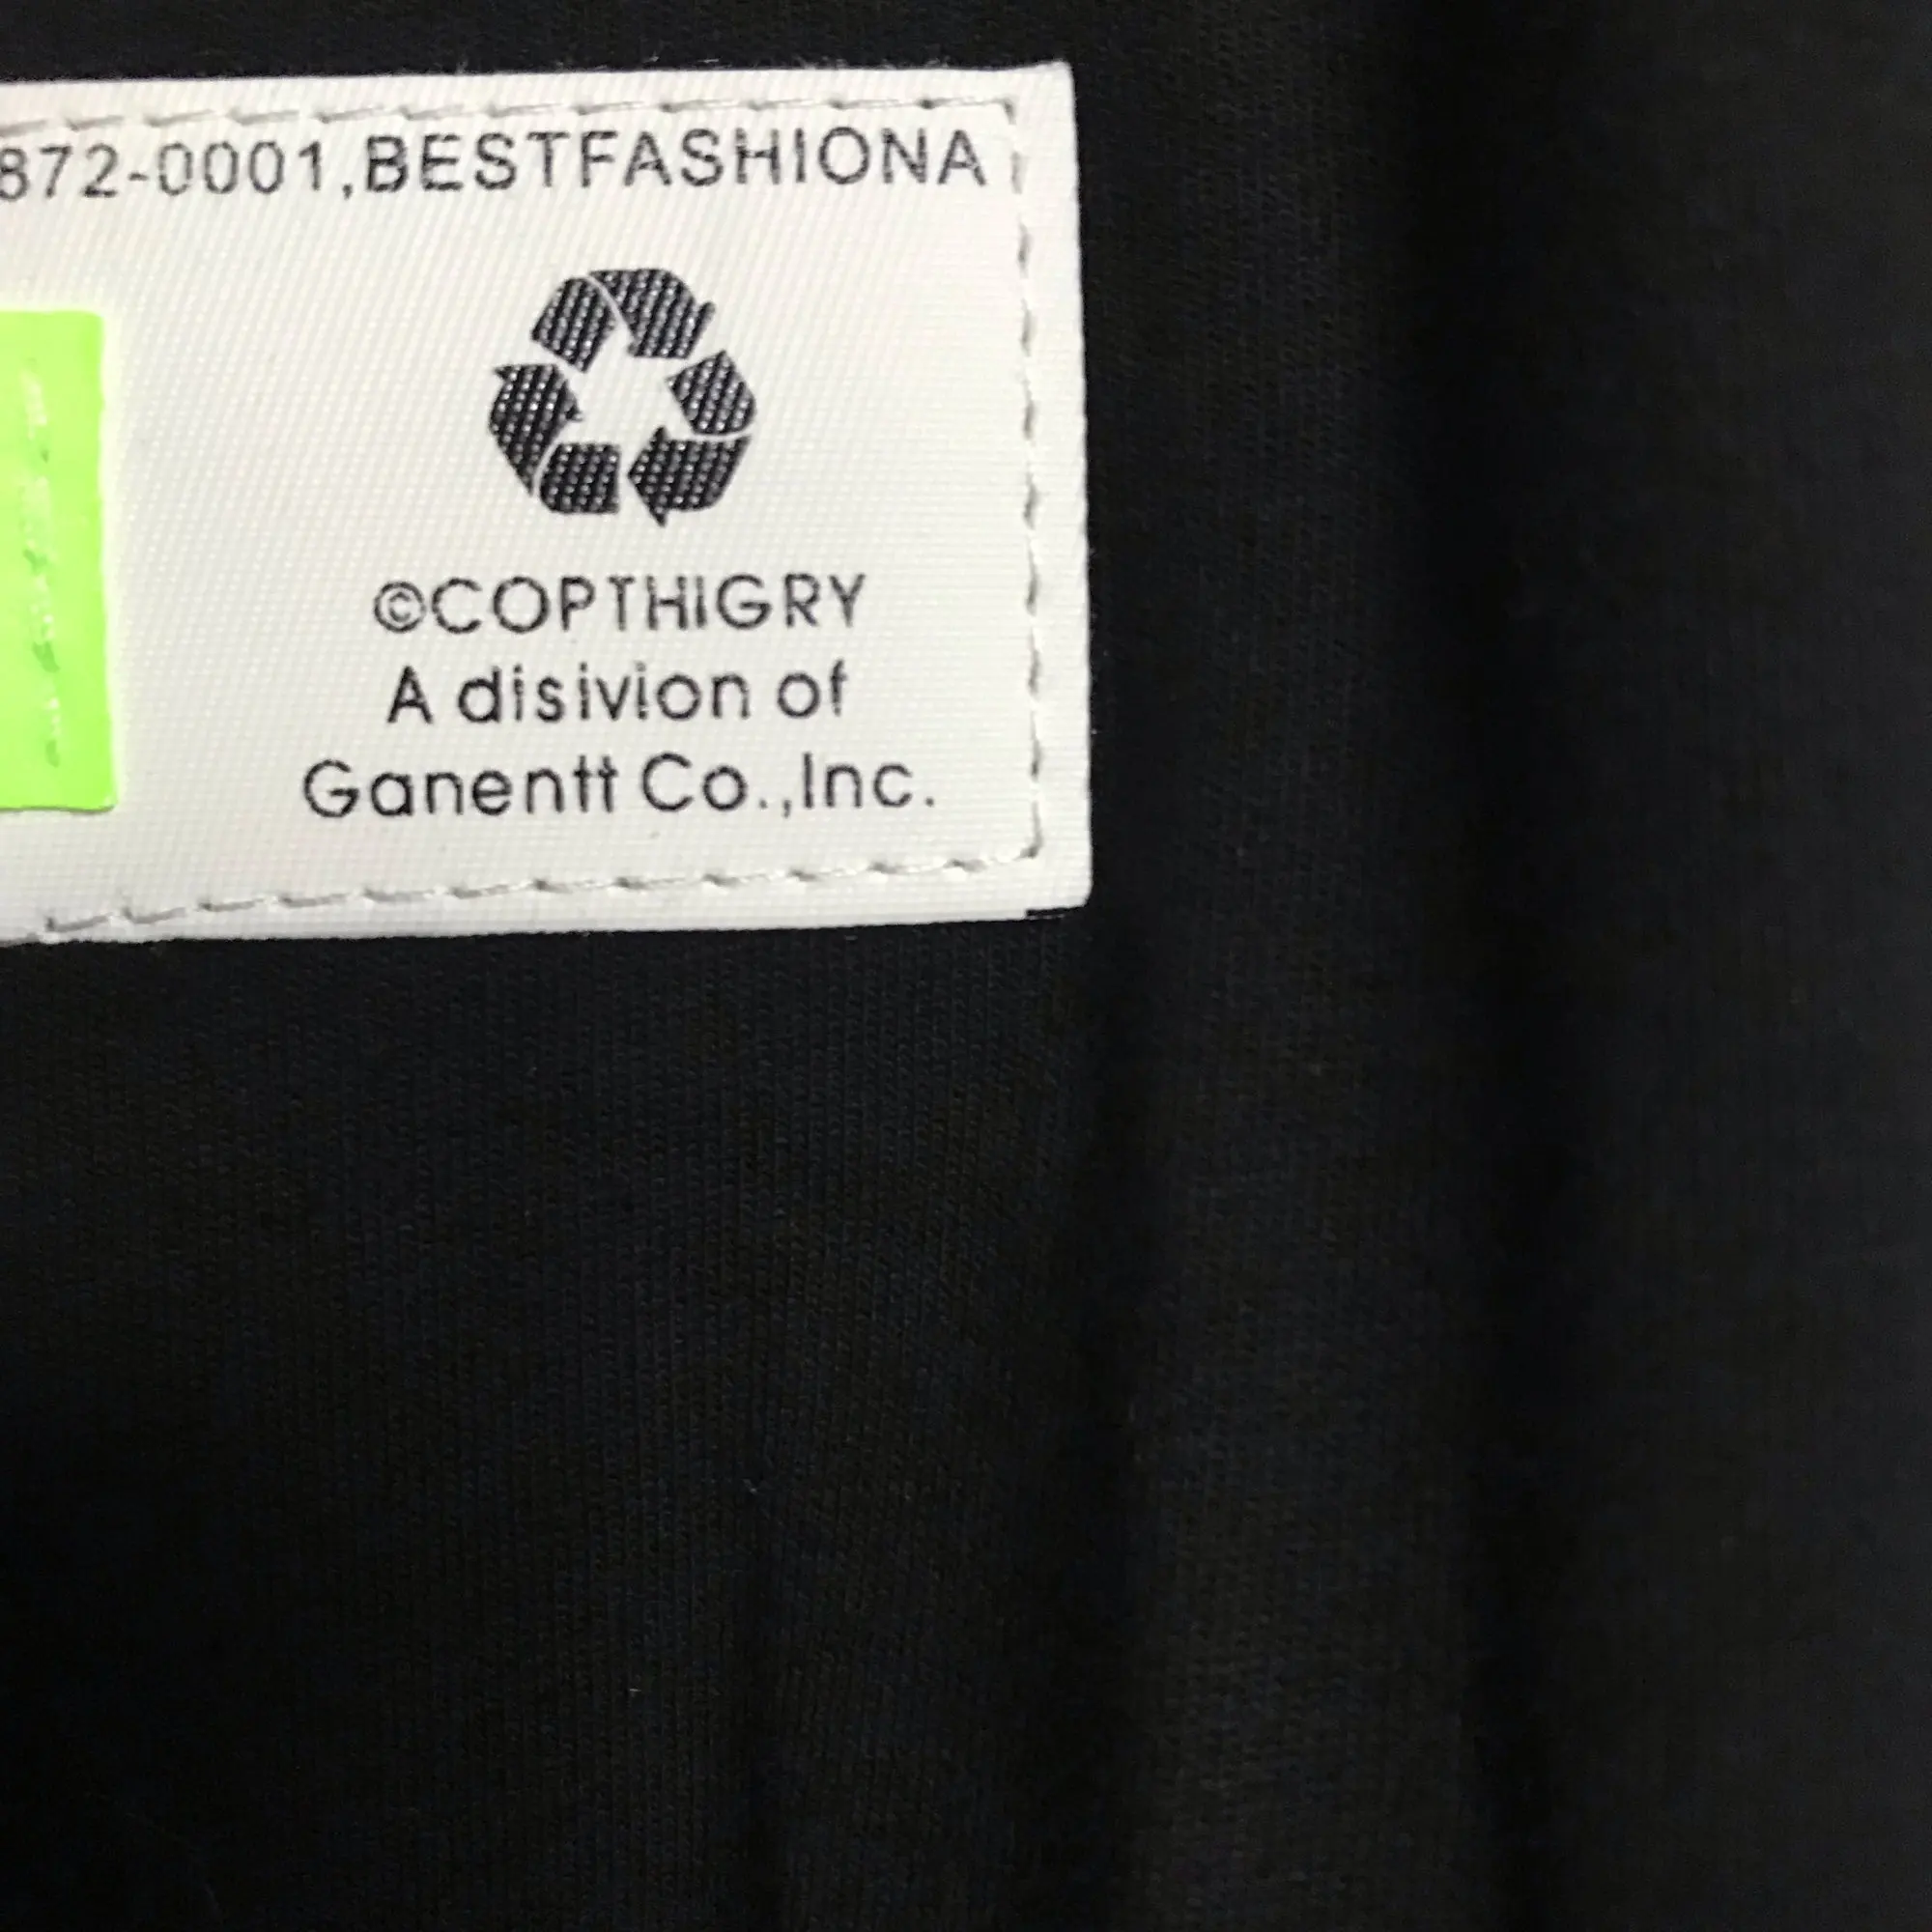 872-0001,BESTFASHIONA
©COPTHIGRY
A disivion of
Ganentt Co.,Inc.